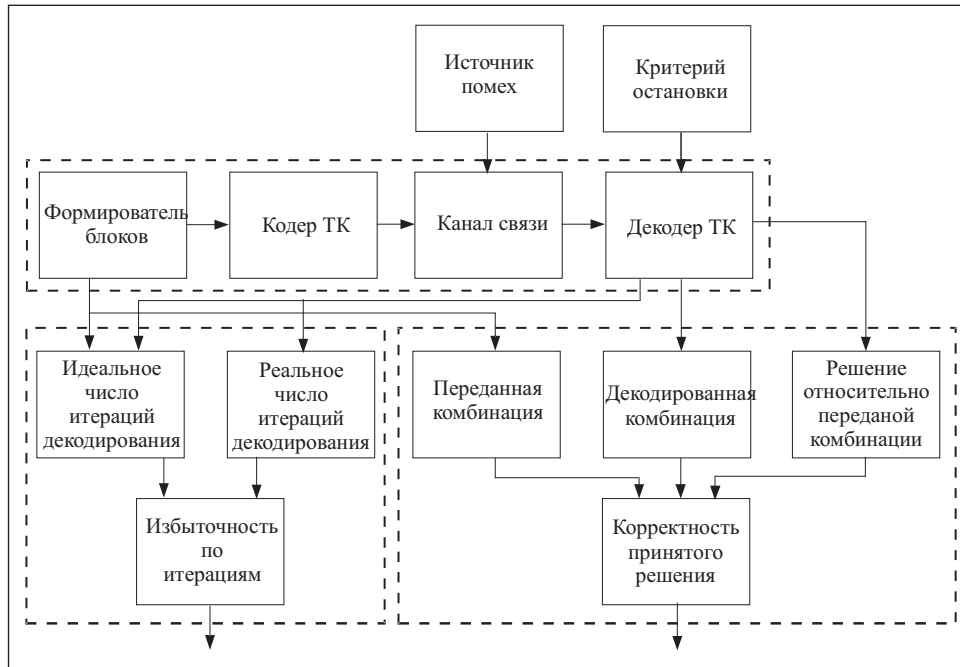 Источник
помех
Критерий
остановки
Формирователь
блоков
Кодер ТК
Канал связи
Декодер ТК
Идеальное
число
итераций
декодирования
Реальное
число
итераций
декодирования
Переданная
комбинация
Декодированная
комбинация
Решение
относительно
переданой
комбинации
Избыточность
по
итерациям
Корректность
принятого
решения